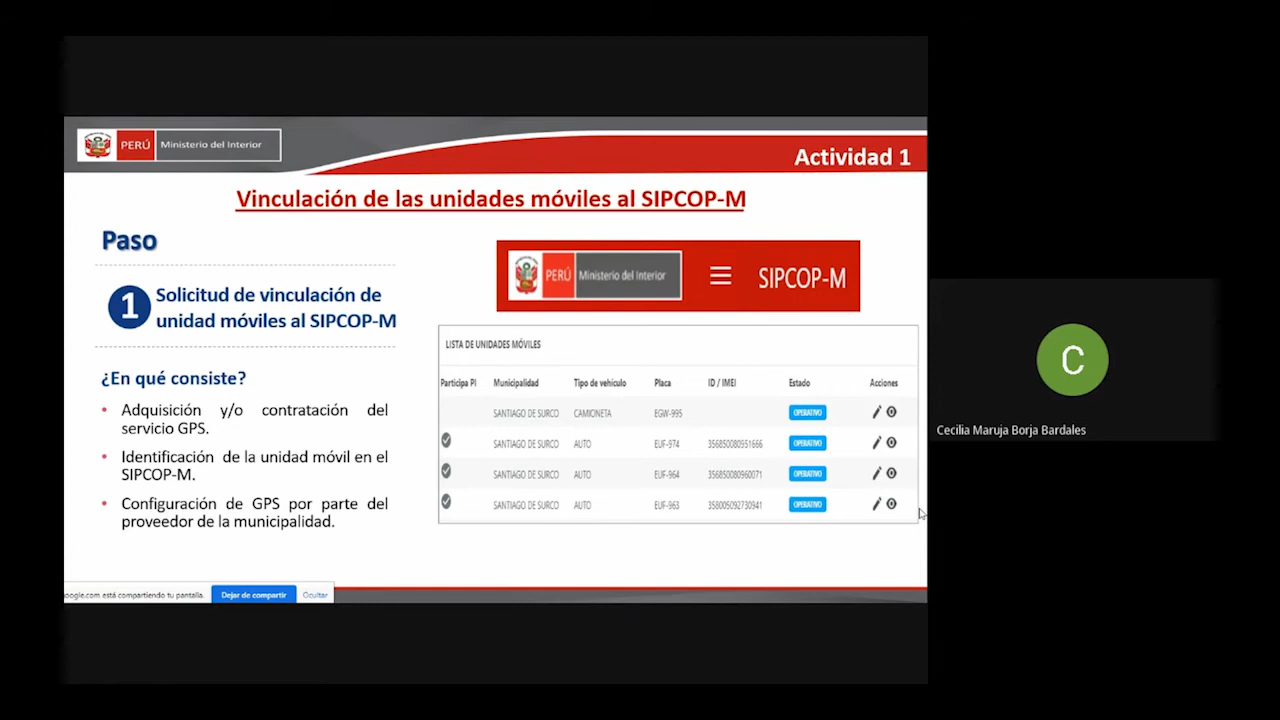 PERÚ Ministerio del Interior
Actividad 1
Vinculación de las unidades móviles al SIPCOP-M
Paso
1 Solicitud de vinculación de
unidad móviles al SIPCOP-M
¿En qué consiste?
• Adquisición y/o contratación del
servicio GPS.
• Identificación de la unidad móvil en el
SIPCOP-M.
• Configuración de GPS por parte del
proveedor de la municipalidad.
PERÚ Ministerio del Interior SIPCOP-M
LISTA DE UNIDADES MÓVILES
Participa PI Municipalidad Tipo de vehículo Placa ID / IMEI Estado Acciones
SANTIAGO DE SURCO CAMIONETA EGW-995 OPERATIVO
SANTIAGO DE SURCO AUTO EUF-974 356850080951666 OPERATIVO
SANTIAGO DE SURCO AUTO EUF-964 356850080960071 OPERATIVO
SANTIAGO DE SURCO AUTO EUF-963 358005092730941 OPERATIVO
oogle.com está compartiendo tu pantalla. Dejar de compartir Ocultar
C
Cecilia Maruja Borja Bardales